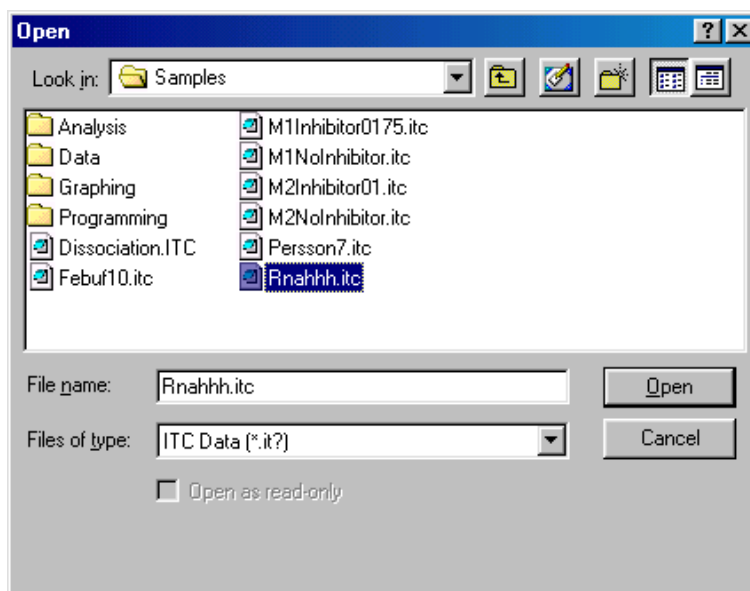 Open
Look in: Samples
Analysis
Data
Graphing
Programming
Dissociation.ITC
Febuf10.itc
M1Inhibitor0175.itc
M1NoInhibitor.itc
M2Inhibitor01.itc
M2NoInhibitor.itc
Persson7.itc
Rnahhh.itc
File name: Rnahhh.itc Open
Files of type: ITC Data (*.it?) Cancel
Open as read-only